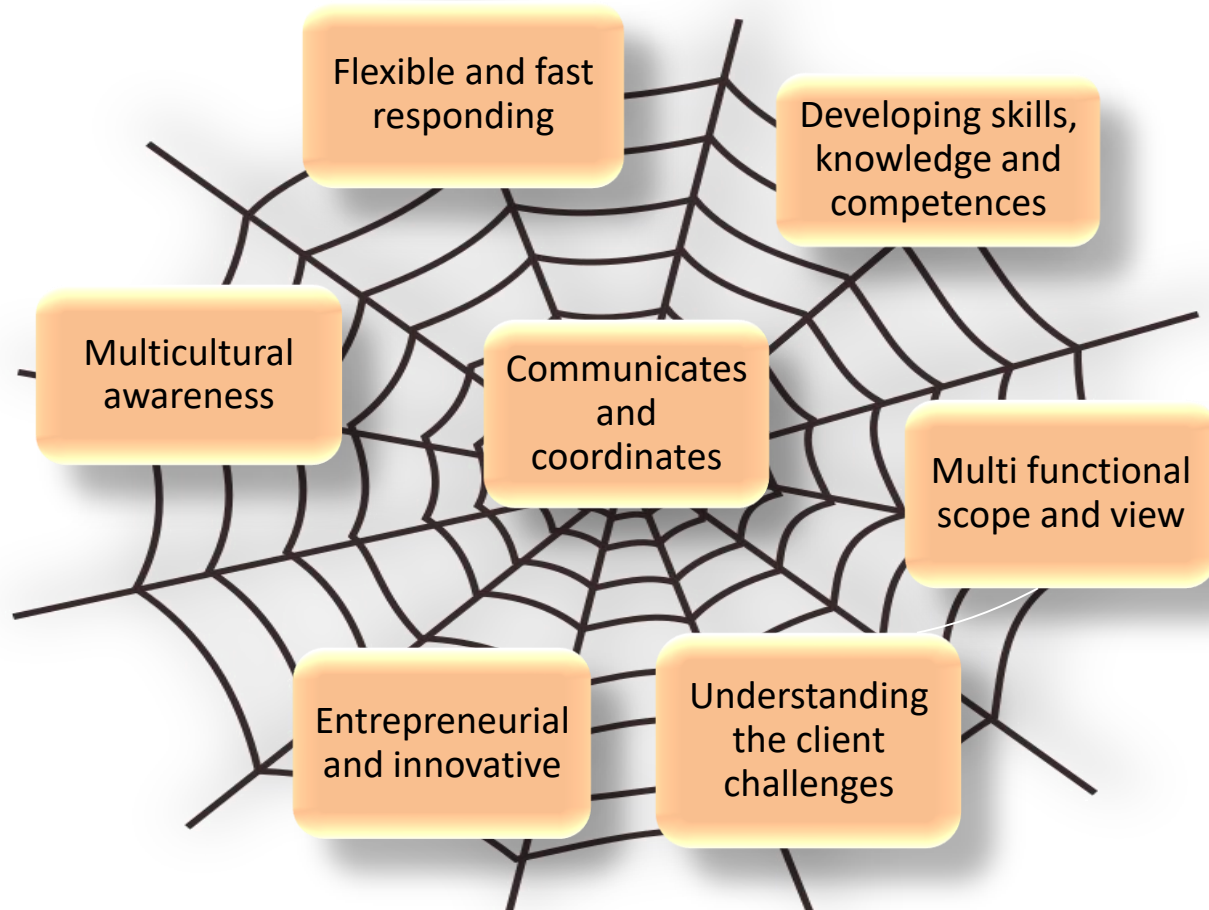 Flexible and fast
responding
Developing skills,
knowledge and
competences
Multicultural
awareness
Communicates
and
coordinates
Multi functional
scope and view
Entrepreneurial
and innovative
Understanding
the client
challenges